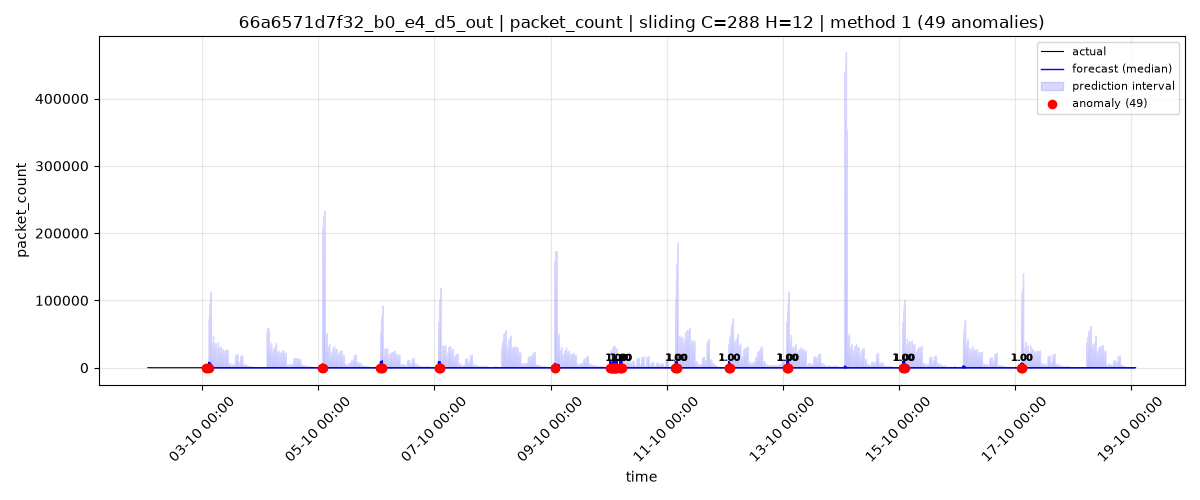 66a6571d7f32_b0_e4_d5_out | packet_count | sliding C=288 H=12 | method 1 (49 anomalies)
actual
forecast (median)
prediction interval
anomaly (49)
packet_count
400000
300000
200000
100000
0
1.00
1.00
1.00
1.00
1.00
03-10 00:00
05-10 00:00
07-10 00:00
09-10 00:00
11-10 00:00
13-10 00:00
15-10 00:00
17-10 00:00
19-10 00:00
time